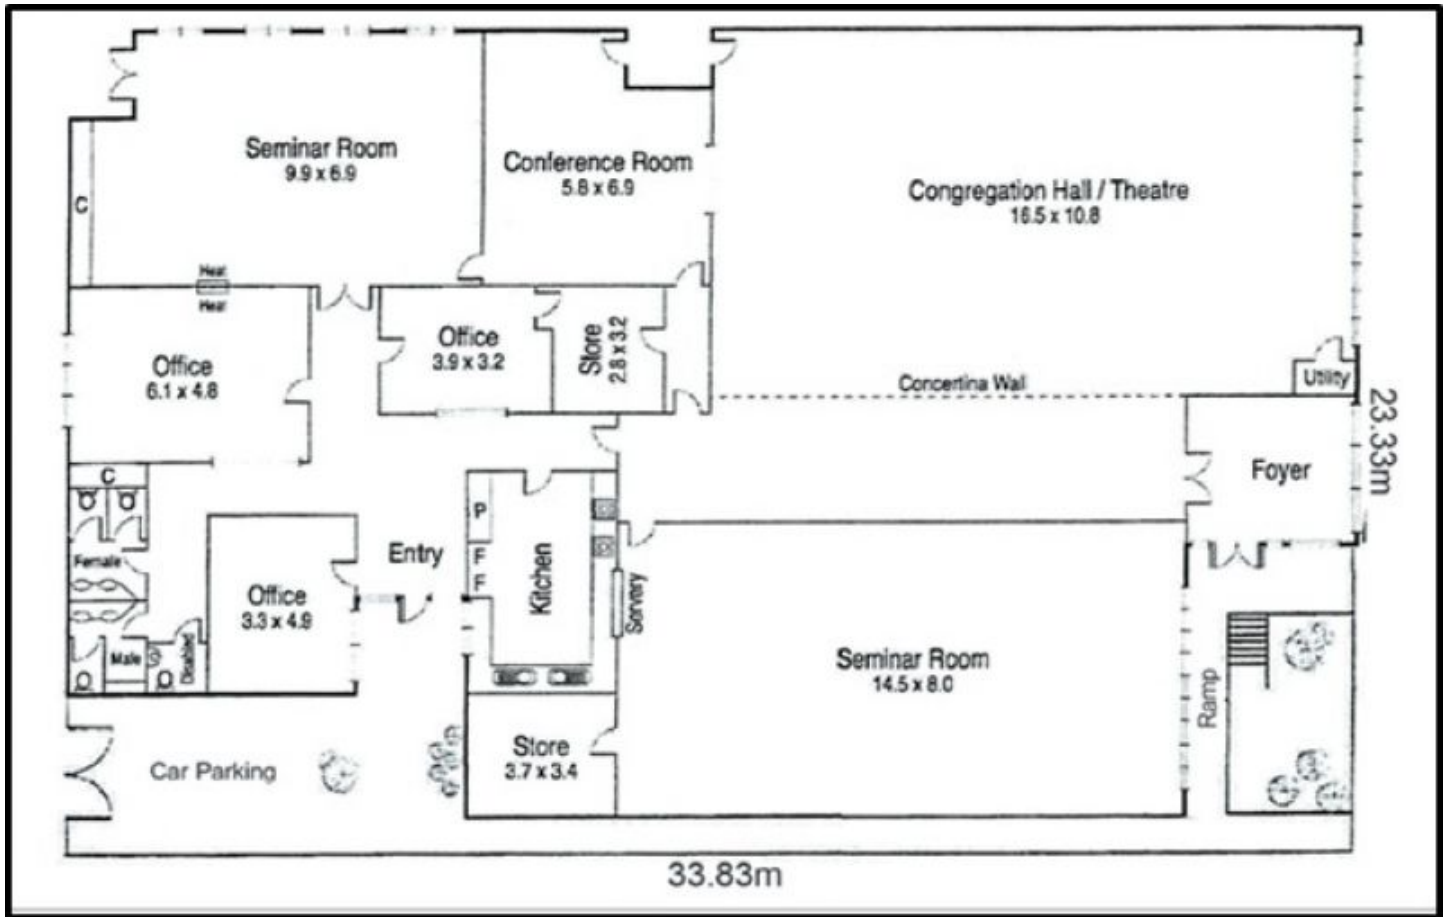 Seminar Room
9.9 x 6.9
Conference Room
5.8 x 6.9
Congregation Hall / Theatre
16.5 x 10.8
C
Heat
Heat
Office
6.1 x 4.8
Office
3.9 x 3.2
Store
2.8 x 3.2
Concertina Wall
Utility
23.33m
C
Foyer
P
Entry
F
F
Kitchen
Female
Office
3.3 x 4.9
Servery
Male
Disabled
Seminar Room
14.5 x 8.0
Ramp
Store
3.7 x 3.4
Car Parking
33.83m